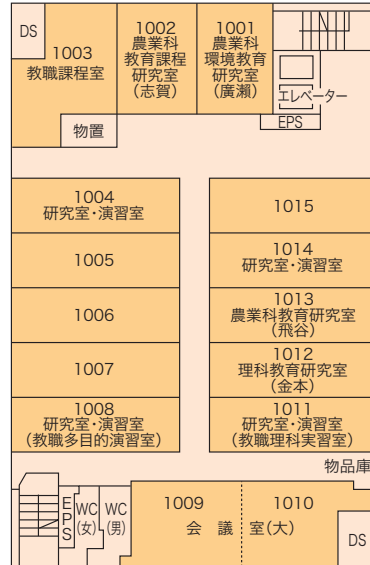 DS
1003
教職課程室
1002
農業科
教育課程
研究室
(志賀)
1001
農業科
環境教育
研究室
(廣瀬)
エレベーター
EPS
物置
1004
研究室・演習室
1015
1005
1014
研究室・演習室
1006
1013
農業科教育研究室
(飛谷)
1007
1012
理科教育研究室
(金本)
1008
研究室・演習室
(教職多目的演習室)
1011
研究室・演習室
(教職理科実習室)
物品庫
EPS
WC
(女)
WC
(男)
1009
1010
会議室(大)
DS